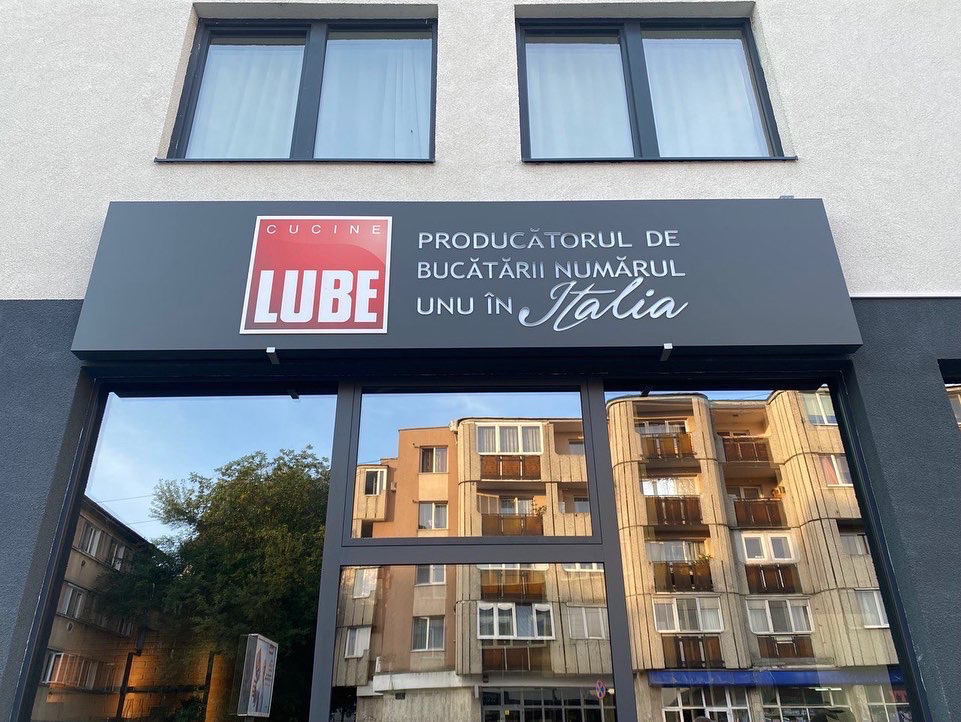 CUCINE
LUBE
PRODUCĂTORUL DE
BUCĂTĂRII NUMĂRUL
UNU ÎN Italia